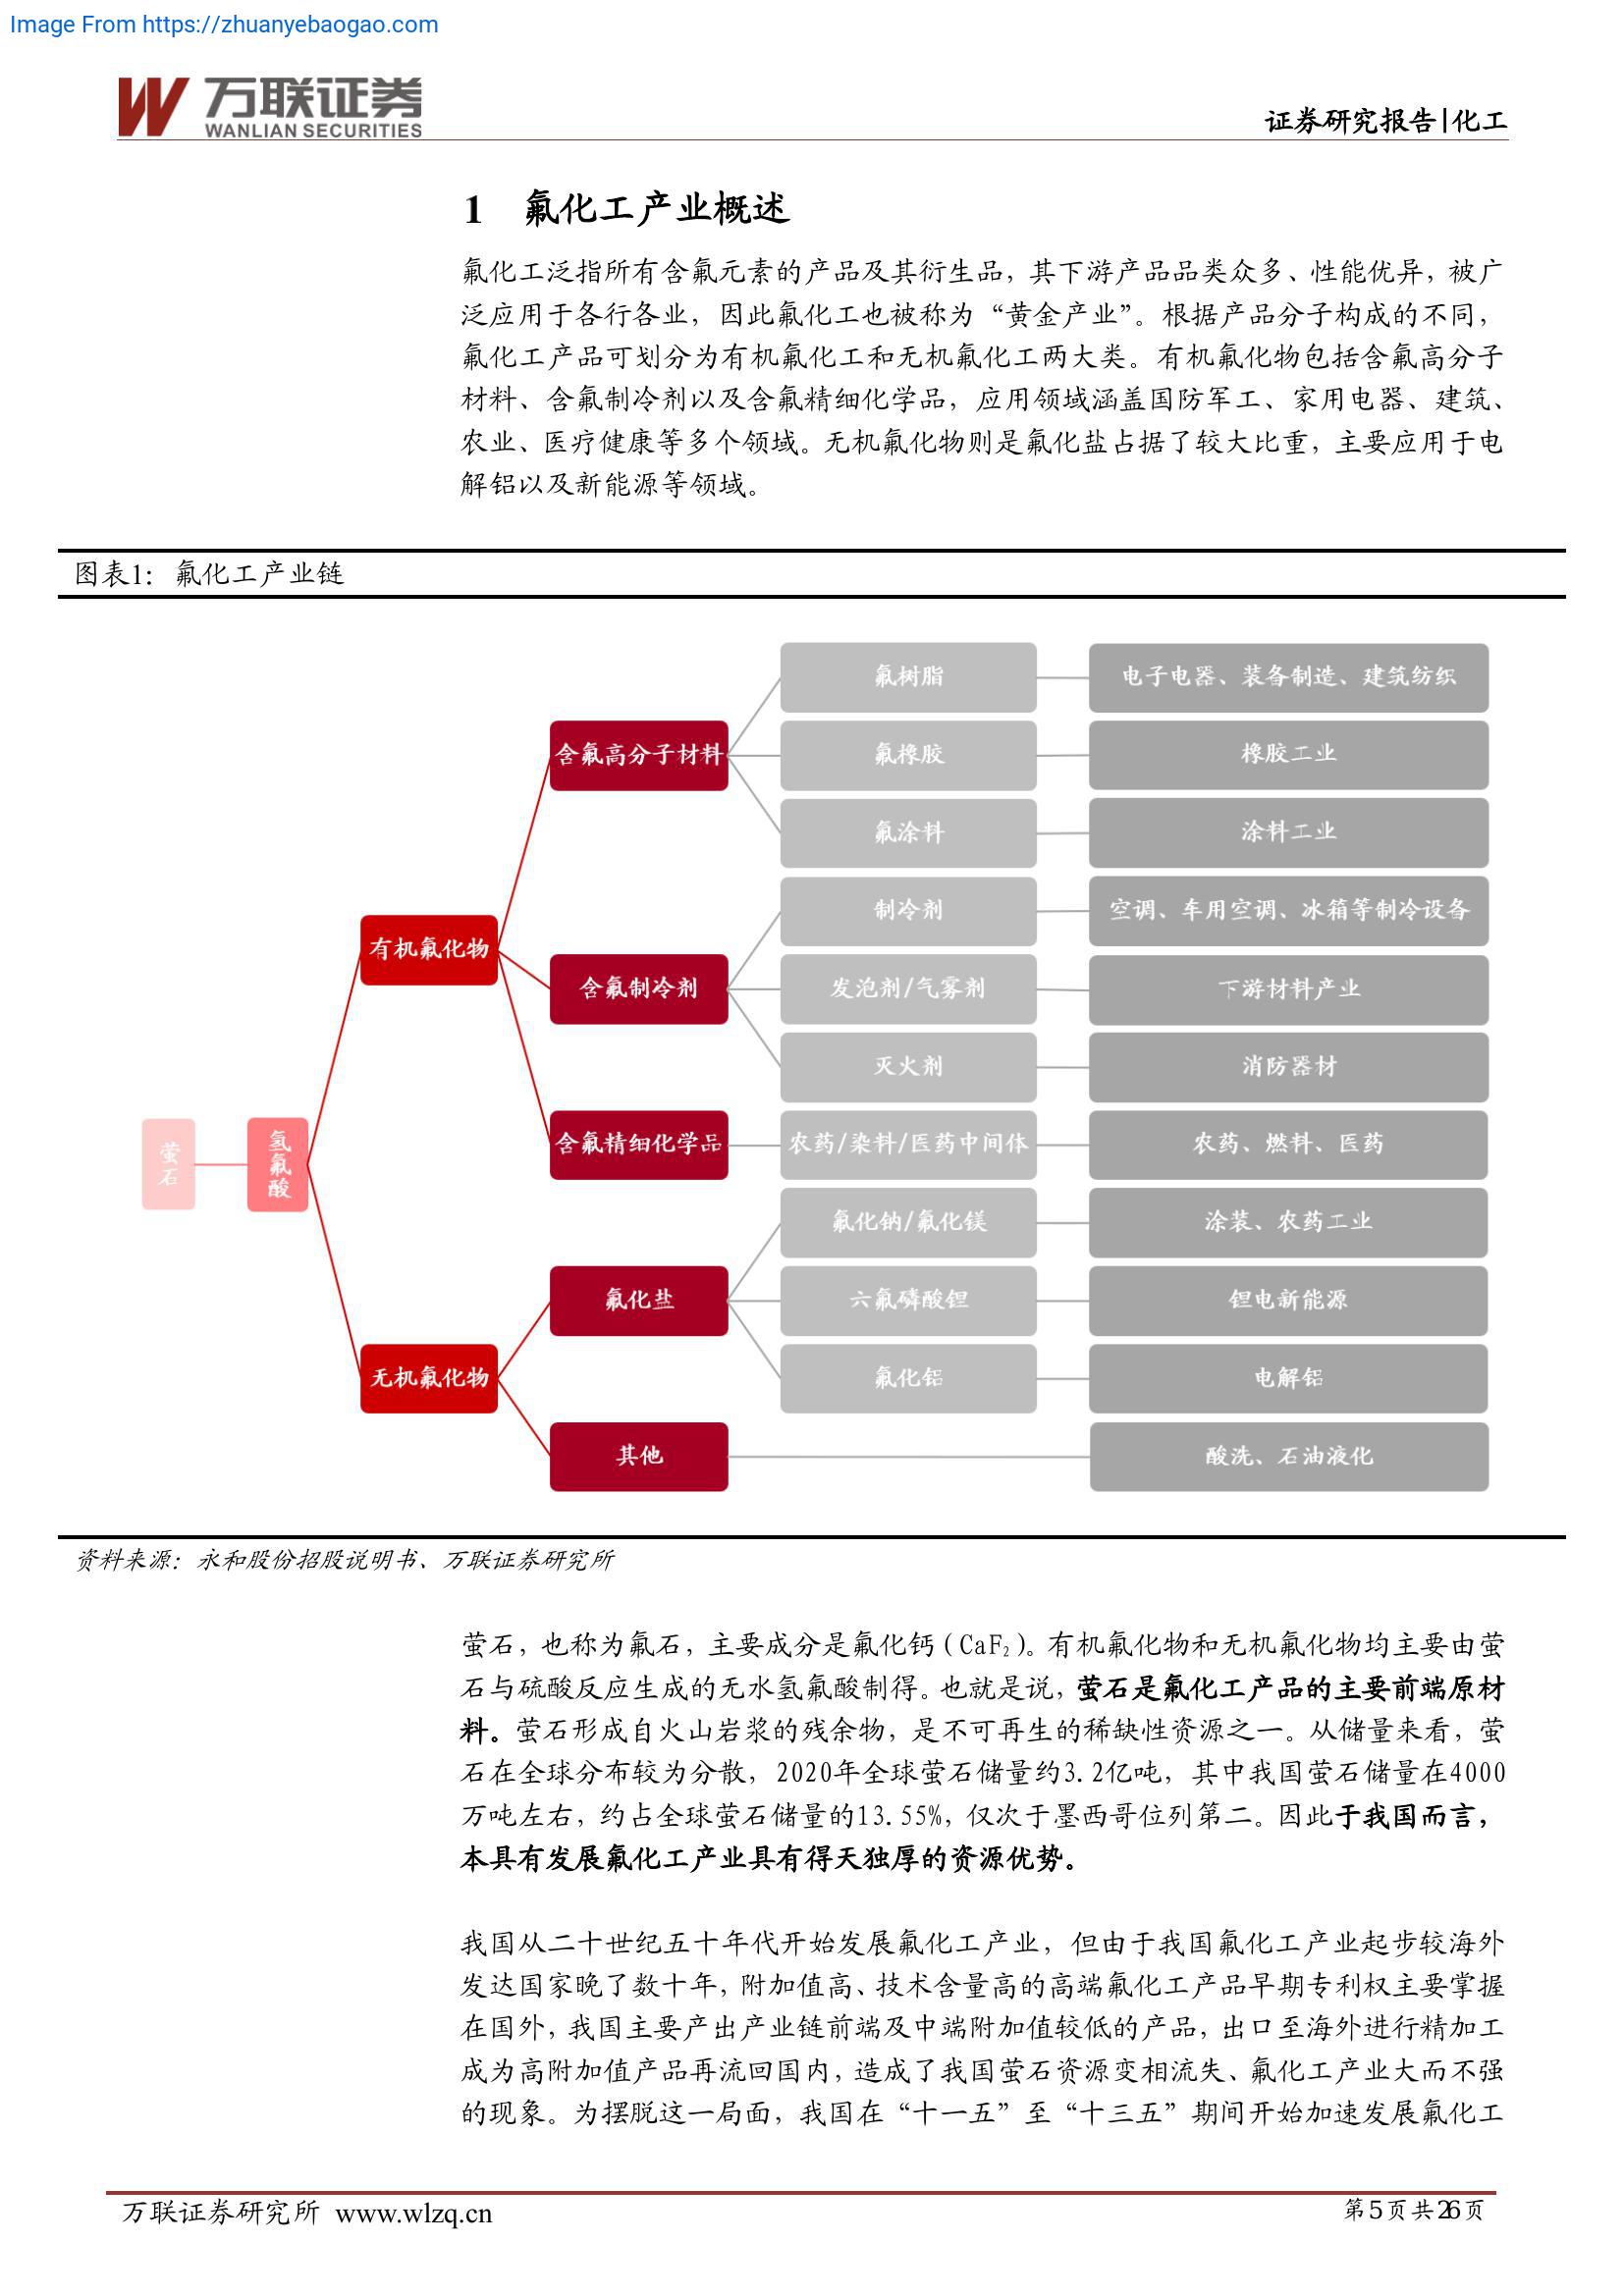 Image From https://zhuanyebaogao.com
万联证券
WANLIAN SECURITIES
证券研究报告|化工
1 氟化工产业概述
氟化工泛指所有含氟元素的产品及其衍生品，其下游产品品类众多、性能优异，被广
泛应用于各行各业，因此氟化工也被称为“黄金产业”。根据产品分子构成的不同，
氟化工产品可划分为有机氟化工和无机氟化工两大类。有机氟化物包括含氟高分子
材料、含氟制冷剂以及含氟精细化学品，应用领域涵盖国防军工、家用电器、建筑、
农业、医疗健康等多个领域。无机氟化物则是氟化盐占据了较大比重，主要应用于电
解铝以及新能源等领域。
图表1：氟化工产业链
萤石
氢氟酸
有机氟化物
含氟高分子材料
氟树脂
电子电器、装备制造、建筑纺织
氟橡胶
橡胶工业
氟涂料
涂料工业
含氟制冷剂
制冷剂
空调、车用空调、冰箱等制冷设备
发泡剂/气雾剂
下游材料产业
灭火剂
消防器材
含氟精细化学品
农药/染料/医药中间体
农药、燃料、医药
无机氟化物
氟化盐
氟化钠/氟化镁
涂装、农药工业
六氟磷酸钽
钽电新能源
氟化铝
电解铝
其他
酸洗、石油液化
资料来源：永和股份招股说明书、万联证券研究所
萤石，也称为氟石，主要成分是氟化钙（CaF₂）。有机氟化物和无机氟化物均主要由萤
石与硫酸反应生成的无水氢氟酸制得。也就是说，萤石是氟化工产品的主要前端原材
料。萤石形成自火山岩浆的残余物，是不可再生的稀缺性资源之一。从储量来看，萤
石在全球分布较为分散，2020年全球萤石储量约3.2亿吨，其中我国萤石储量在4000
万吨左右，约占全球萤石储量的13.55%，仅次于墨西哥位列第二。因此于我国而言，
本具有发展氟化工产业具有得天独厚的资源优势。
我国从二十世纪五十年代开始发展氟化工产业，但由于我国氟化工产业起步较海外
发达国家晚了数十年，附加值高、技术含量高的高端氟化工产品早期专利权主要掌握
在国外，我国主要产出产业链前端及中端附加值较低的产品，出口至海外进行精加工
成为高附加值产品再流回国内，造成了我国萤石资源变相流失、氟化工产业大而不强
的现象。为摆脱这一局面，我国在“十一五”至“十三五”期间开始加速发展氟化工
万联证券研究所 www.wlzq.cn
第5页共26页